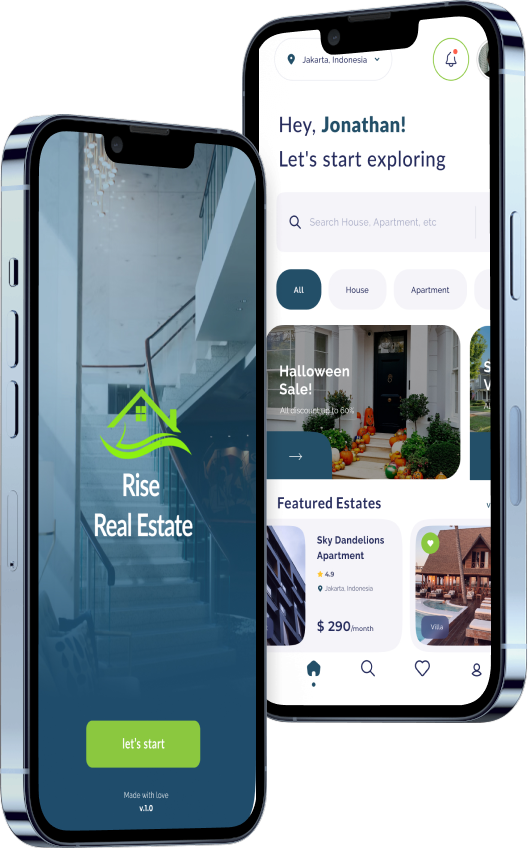 Jakarta, Indonesia
Hey, Jonathan!
Let's start exploring
Search House, Apartment, etc
All
House
Apartment
Halloween
Sale!
All discount up to 60%
Featured Estates
Sky Dandelions
Apartment
4.9
Jakarta, Indonesia
$ 290/month
Villa
Rise
Real Estate
let's start
Made with love
v.1.0